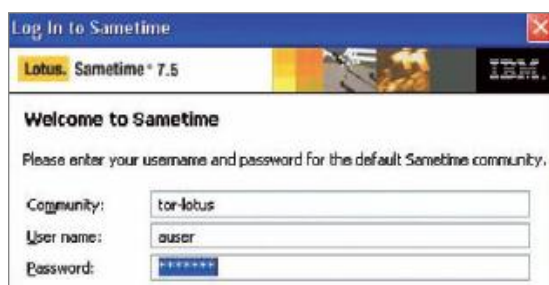 Log In to Sametime
Lotus. Sametime® 7.5 IBM.
Welcome to Sametime
Please enter your username and password for the default Sametime community.
Community: tor-lotus
User name: auser
Password: *******